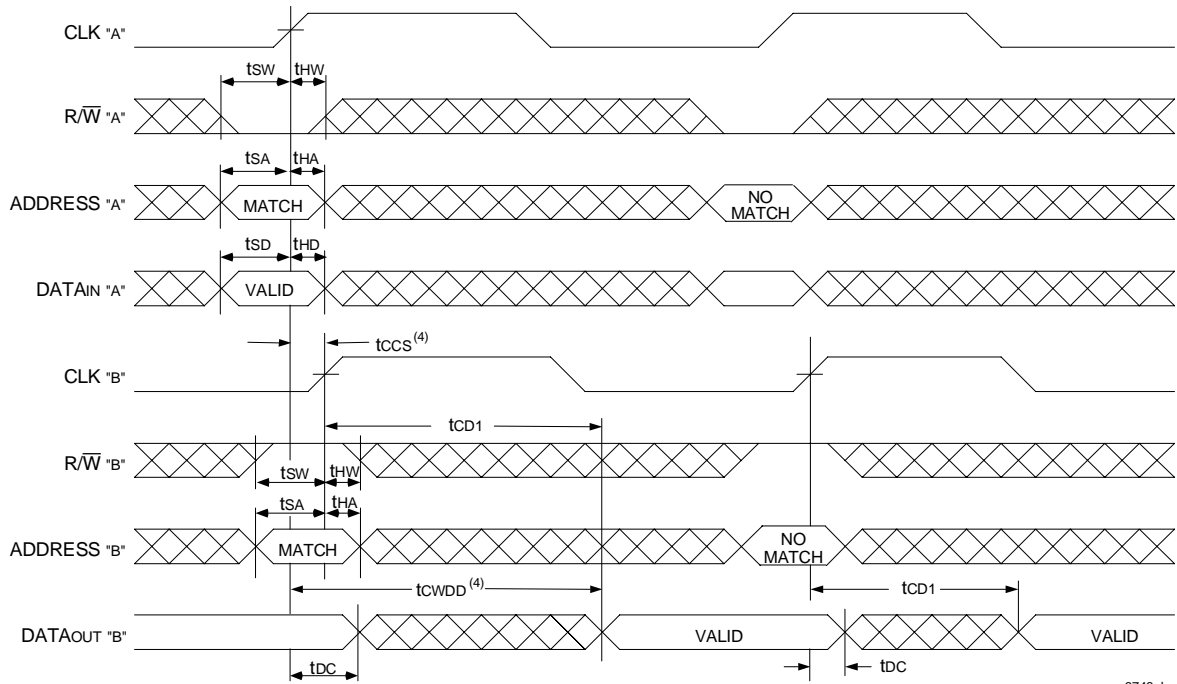 CLK "A"
tSW tHW
R/W̅ "A"
tSA tHA
ADDRESS "A" MATCH NO MATCH
tSD tHD
DATAIN "A" VALID
tCCS(4)
CLK "B"
tCD1
R/W̅ "B"
tSW tHW
tSA tHA
ADDRESS "B" MATCH NO MATCH
tCWDD(4) tCD1
DATAOUT "B" VALID VALID
tDC tDC